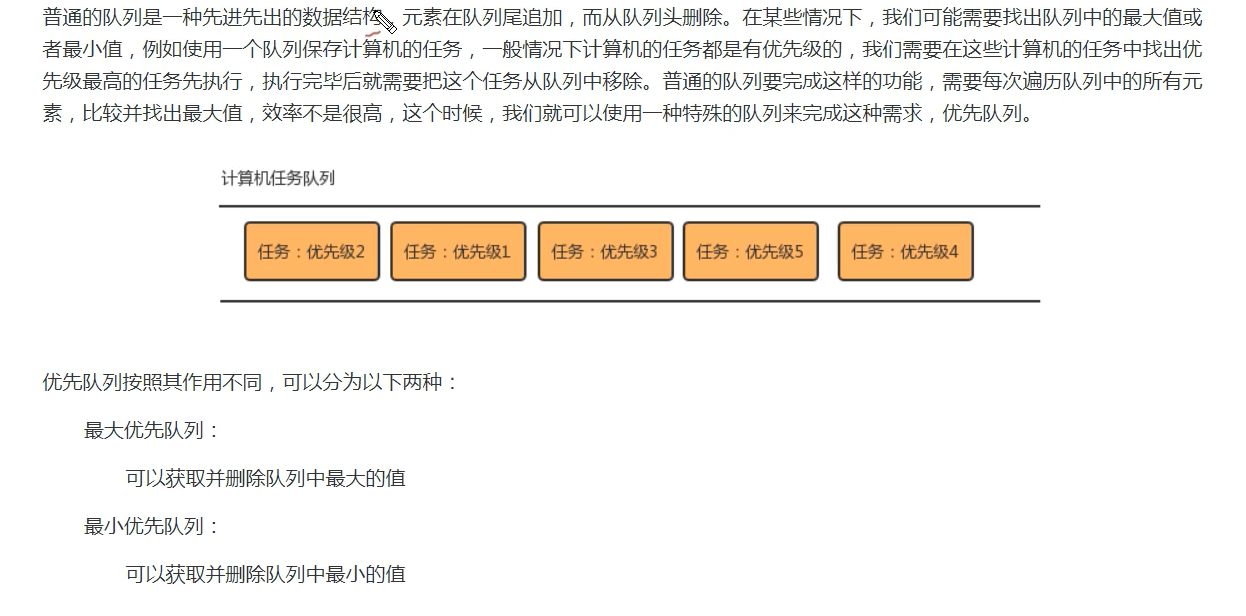 普通的队列是一种先进先出的数据结构，元素在队列尾追加，而从队列头删除。在某些情况下，我们可能需要找出队列中的最大值或
者最小值，例如使用一个队列保存计算机的任务，一般情况下计算机的任务都是有优先级的，我们需要在这些计算机的任务中找出优
先级最高的任务先执行，执行完毕后就需要把这个任务从队列中移除。普通的队列要完成这样的功能，需要每次遍历队列中的所有元
素，比较并找出最大值，效率不是很高，这个时候，我们就可以使用一种特殊的队列来完成这种需求，优先队列。
计算机任务队列
任务：优先级2 任务：优先级1 任务：优先级3 任务：优先级5 任务：优先级4
优先队列按照其作用不同，可以分为以下两种：
最大优先队列：
可以获取并删除队列中最大的值
最小优先队列：
可以获取并删除队列中最小的值